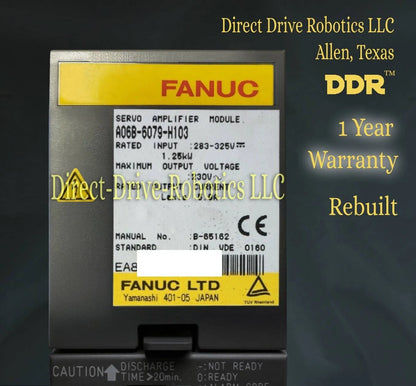 Direct Drive Robotics LLC
Allen, Texas
DDR™
1 Year
Warranty
Rebuilt
FANUC
SERVO AMPLIFIER MODULE
A06B-6079-H103
RATED INPUT :283-325V
1.25kW
MAXIMUM OUTPUT VOLTAGE
:230V
Direct-Drive-Robotics LLC
RATED OUTPUT
MANUAL No. :B-65162
STANDARD :DIN VDE 0160
CE
EA8
FANUC LTD
Yamanashi 401-05 JAPAN
TÜV Rheinland
CAUTION DISCHARGE -:NOT READY
TIME >20min. 0:READY